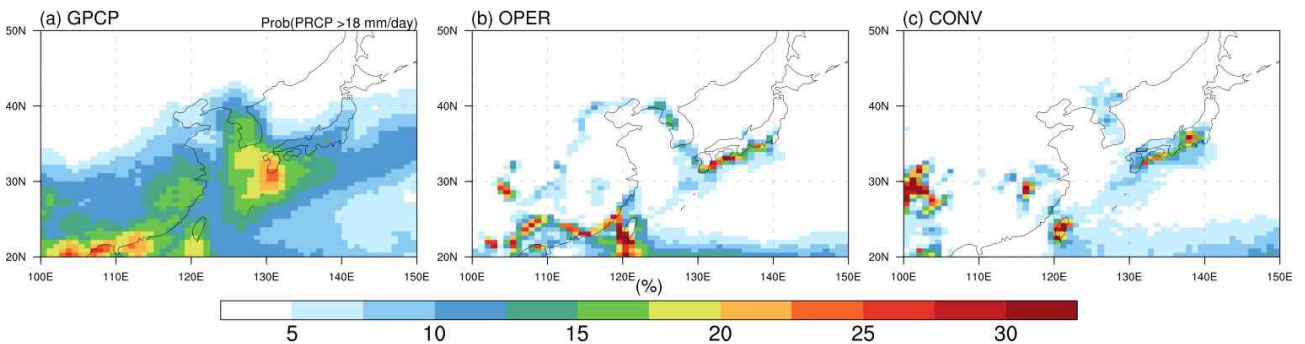 (a) GPCP Prob(PRCP >18 mm/day) (b) OPER (c) CONV
50N 50N 50N
40N 40N 40N
30N 30N 30N
20N 20N 20N
100E 110E 120E 130E 140E 150E 100E 110E 120E 130E 140E 150E 100E 110E 120E 130E 140E 150E
(%)
5 10 15 20 25 30